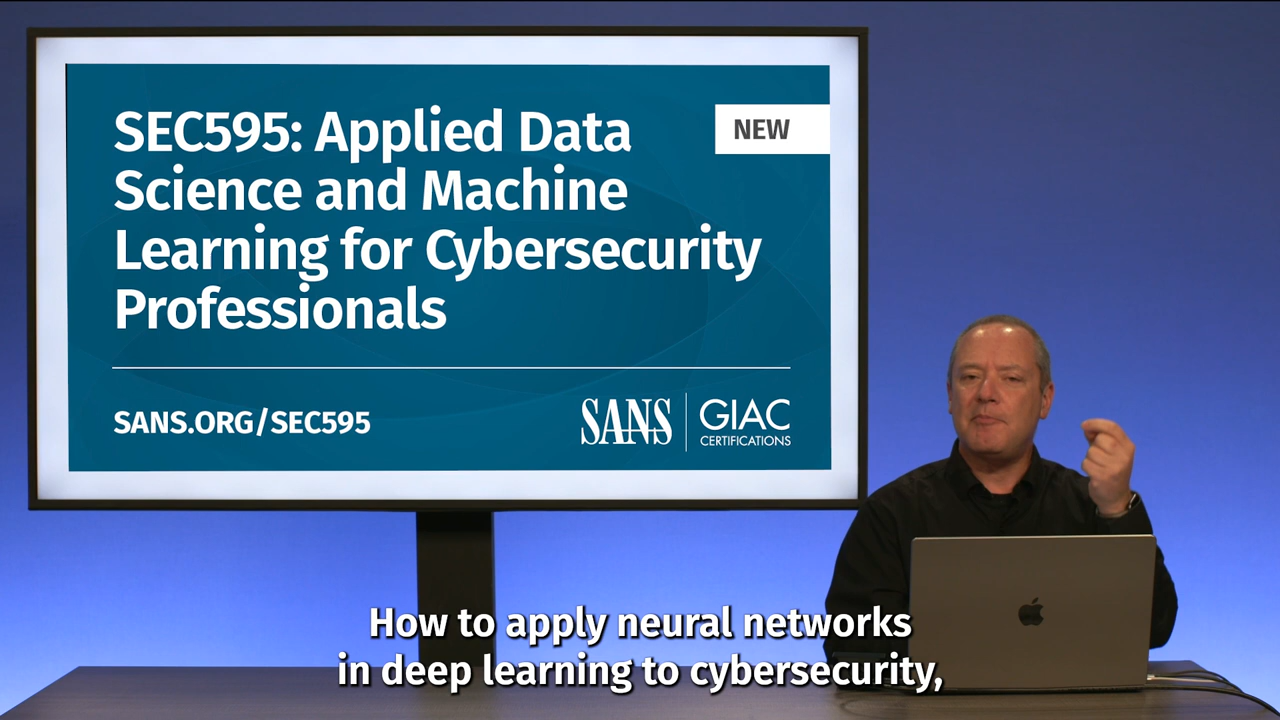 SEC595: Applied Data
Science and Machine
Learning for Cybersecurity
Professionals
NEW
SANS.ORG/SEC595
SANS
GIAC
CERTIFICATIONS
How to apply neural networks
in deep learning to cybersecurity,